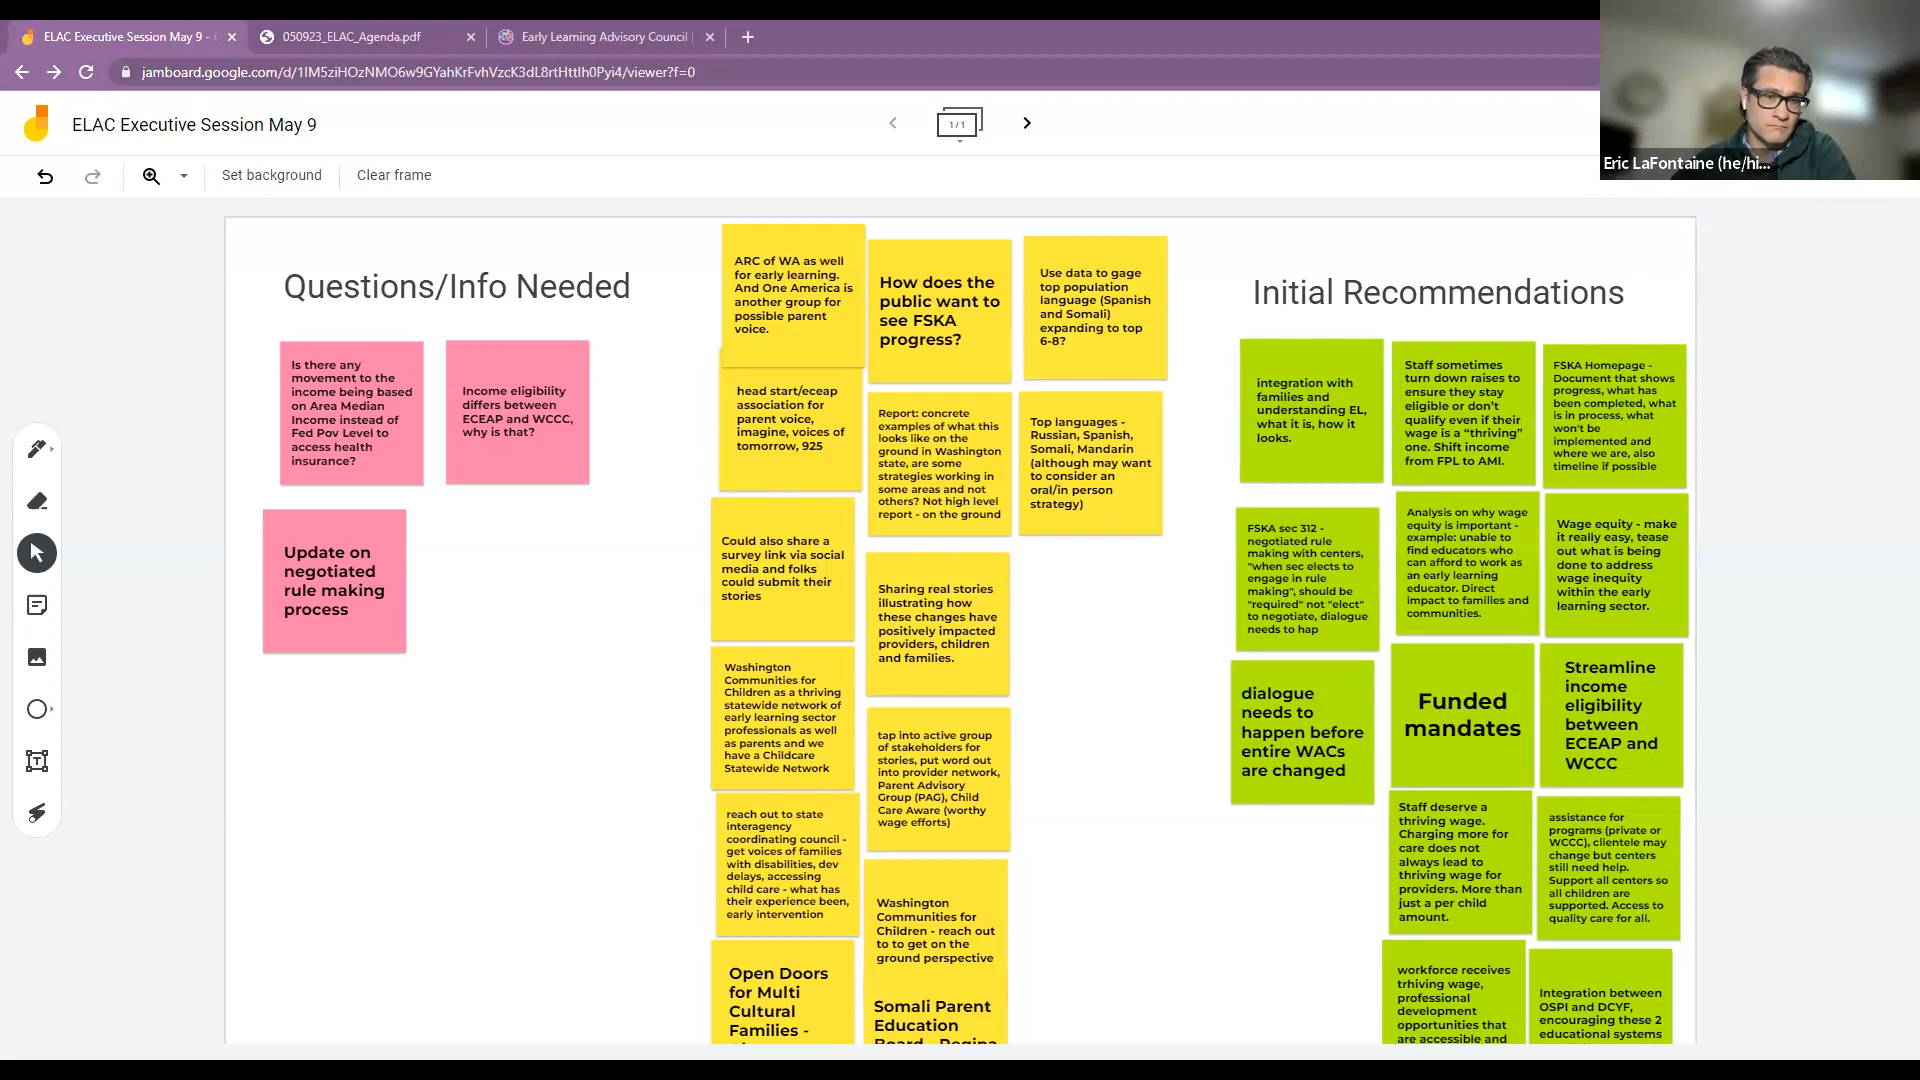 ELAC Executive Session May 9 -
050923_ELAC_Agenda.pdf
Early Learning Advisory Council
jamboard.google.com/d/1IM5ziHOzNMO6w9GYahKrFvhVzcK3dL8rtHttIh0Pyi4/viewer?f=0
Eric LaFontaine (he/hi...
ELAC Executive Session May 9
1 / 1
Set background
Clear frame
Questions/Info Needed
Is there any
movement to the
income being based
on Area Median
Income instead of
Fed Pov Level to
access health
insurance?
Income eligibility
differs between
ECEAP and WCCC,
why is that?
Update on
negotiated
rule making
process
ARC of WA as well
for early learning.
And One America is
another group for
possible parent
voice.
head start/eceap
association for
parent voice,
imagine, voices of
tomorrow, 925
Could also share a
survey link via social
media and folks
could submit their
stories
Washington
Communities for
Children as a thriving
statewide network of
early learning sector
professionals as well
as parents and we
have a Childcare
Statewide Network
reach out to state
interagency
coordinating council -
get voices of families
with disabilities, dev
delays, accessing
child care - what has
their experience been,
early intervention
Open Doors
for Multi
Cultural
Families -
How does the
public want to
see FSKA
progress?
Report: concrete
examples of what this
looks like on the
ground in Washington
state, are some
strategies working in
some areas and not
others? Not high level
report - on the ground
Sharing real stories
illustrating how
these changes have
positively impacted
providers, children
and families.
tap into active group
of stakeholders for
stories, put word out
into provider network,
Parent Advisory
Group (PAG), Child
Care Aware (worthy
wage efforts)
Washington
Communities for
Children - reach out
to to get on the
ground perspective
Somali Parent
Education
Board - Regina
Use data to gage
top population
language (Spanish
and Somali)
expanding to top
6-8?
Top languages -
Russian, Spanish,
Somali, Mandarin
(although may want
to consider an
oral/in person
strategy)
Initial Recommendations
integration with
families and
understanding EL,
what it is, how it
looks.
Staff sometimes
turn down raises to
ensure they stay
eligible or don't
qualify even if their
wage is a "thriving"
one. Shift income
from FPL to AMI.
FSKA Homepage -
Document that shows
progress, what has
been completed, what
is in process, what
won't be
implemented and
where we are, also
timeline if possible
FSKA sec 312 -
negotiated rule
making with centers,
"when sec elects to
engage in rule
making", should be
"required" not "elect"
to negotiate, dialogue
needs to hap
Analysis on why wage
equity is important -
example: unable to
find educators who
can afford to work as
an early learning
educator. Direct
impact to families and
communities.
Wage equity - make
it really easy, tease
out what is being
done to address
wage inequity
within the early
learning sector.
dialogue
needs to
happen before
entire WACs
are changed
Funded
mandates
Streamline
income
eligibility
between
ECEAP and
WCCC
Staff deserve a
thriving wage.
Charging more for
care does not
always lead to
thriving wage for
providers. More than
just a per child
amount.
assistance for
programs (private or
WCCC), clientele may
change but centers
still need help.
Support all centers so
all children are
supported. Access to
quality care for all.
workforce receives
trhiving wage,
professional
development
opportunities that
are accessible and
Integration between
OSPI and DCYF,
encouraging these 2
educational systems